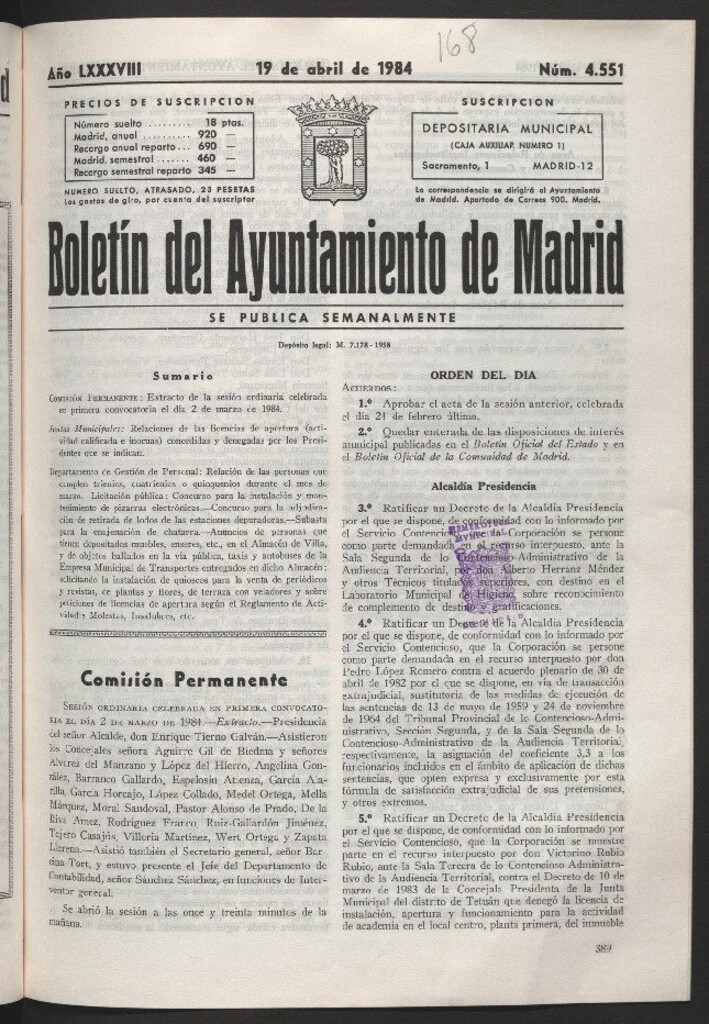 168
Año LXXXVIII
19 de abril de 1984
Núm. 4.551
PRECIOS DE SUSCRIPCION
Número suelto .......... 18 ptas.
Madrid, anual .......... 920 —
Recargo anual reparto ... 690 —
Madrid, semestral ...... 460 —
Recargo semestral reparto 345 —
NUMERO SUELTO, ATRASADO, 23 PESETAS
Los gastos de giro, por cuenta del suscriptor
SUSCRIPCION
DEPOSITARIA MUNICIPAL
(CAJA AUXILIAR NUMERO 1)
Sacramento, 1 MADRID-12
La correspondencia se dirigirá al Ayuntamiento
de Madrid. Apartado de Correos 900. Madrid.
Boletín del Ayuntamiento de Madrid
SE PUBLICA SEMANALMENTE
Depósito legal: M. 7.178-1958
Sumario
COMISIÓN PERMANENTE: Extracto de la sesión ordinaria celebrada
en primera convocatoria el día 2 de marzo de 1984.
Juntas Municipales: Relaciones de las licencias de apertura (acti-
vidad calificada e inocuas) concedidas y denegadas por los Presi-
dentes que se indican.
Departamento de Gestión de Personal: Relación de las personas que
cumplen trienios, cuatrienios o quinquenios durante el mes de
marzo. Licitación pública: Concurso para la instalación y man-
tenimiento de pizarras electrónicas.—Concurso para la adjudica-
ción de retirada de lodos de las estaciones depuradoras.—Subasta
para la enajenación de chatarra.—Anuncios de personas que
tienen depositados muebles, enseres, etc., en el Almacén de Villa,
y de objetos hallados en la vía pública, taxis y autobuses de la
Empresa Municipal de Transportes entregados en dicho Almacén;
solicitando la instalación de quioscos para la venta de periódicos
y revistas, de plantas y flores, de terraza con veladores y sobre
peticiones de licencias de apertura según el Reglamento de Acti-
vidades Molestas, Insalubres, etc.
Comisión Permanente
SESIÓN ORDINARIA CELEBRADA EN PRIMERA CONVOCATO-
RIA EL DÍA 2 DE MARZO DE 1984.—Extracto.—Presidencia
del señor Alcalde, don Enrique Tierno Galván.—Asistieron
los Concejales señora Aguirre Gil de Biedma y señores
Alvarez del Manzano y López del Hierro, Angelina Gon-
zález, Barranco Gallardo, Espelosín Atienza, García Ala-
rilla, García Horcajo, López Collado, Medel Ortega, Mella
Márquez, Moral Sandoval, Pastor Alonso de Prado, De la
Riva Amez, Rodríguez Franco, Ruiz-Gallardón Jiménez,
Tejero Casajús, Villoria Martínez, Wert Ortega y Zapata
Llerena.—Asistió también el Secretario general, señor Bar-
cina Tort, y estuvo presente el Jefe del Departamento de
Contabilidad, señor Sánchez Sánchez, en funciones de Inter-
ventor general.
Se abrió la sesión a las once y treinta minutos de la
mañana.
ORDEN DEL DIA
ACUERDOS:
1.º Aprobar el acta de la sesión anterior, celebrada
el día 24 de febrero último.
2.º Quedar enterada de las disposiciones de interés
municipal publicadas en el Boletín Oficial del Estado y en
el Boletín Oficial de la Comunidad de Madrid.
Alcaldía Presidencia
3.º Ratificar un Decreto de la Alcaldía Presidencia
por el que se dispone, de conformidad con lo informado por
el Servicio Contencioso, que la Corporación se persone
como parte demandada en el recurso interpuesto, ante la
Sala Segunda de lo Contencioso-Administrativo de la
Audiencia Territorial, por don Alberto Herranz Méndez
y otros Técnicos titulados superiores, con destino en el
Laboratorio Municipal de Higiene, sobre reconocimiento
de complemento de destino y gratificaciones.
HEMEROTECA
MUNICIPAL
4.º Ratificar un Decreto de la Alcaldía Presidencia
por el que se dispone, de conformidad con lo informado por
el Servicio Contencioso, que la Corporación se persone
como parte demandada en el recurso interpuesto por don
Pedro López Romero contra el acuerdo plenario de 30 de
abril de 1982 por el que se dispone, en vía de transacción
extrajudicial, sustitutoria de las medidas de ejecución de
las sentencias de 13 de mayo de 1959 y 24 de noviembre
de 1964 del Tribunal Provincial de lo Contencioso-Admi-
nistrativo, Sección Segunda, y de la Sala Segunda de lo
Contencioso-Administrativo de la Audiencia Territorial,
respectivamente, la asignación del coeficiente 3,3 a los
funcionarios incluidos en el ámbito de aplicación de dichas
sentencias, que opten expresa y exclusivamente por esta
fórmula de satisfacción extrajudicial de sus pretensiones,
y otros extremos.
5.º Ratificar un Decreto de la Alcaldía Presidencia
por el que se dispone, de conformidad con lo informado por
el Servicio Contencioso, que la Corporación se muestre
parte en el recurso interpuesto por don Victorino Rubio
Rubio, ante la Sala Tercera de lo Contencioso Administra-
tivo de la Audiencia Territorial, contra el Decreto de 10 de
marzo de 1983 de la Concejala Presidenta de la Junta
Municipal del distrito de Tetuán que denegó la licencia de
instalación, apertura y funcionamiento para la actividad
de academia en el local centro, planta primera, del inmueble
389